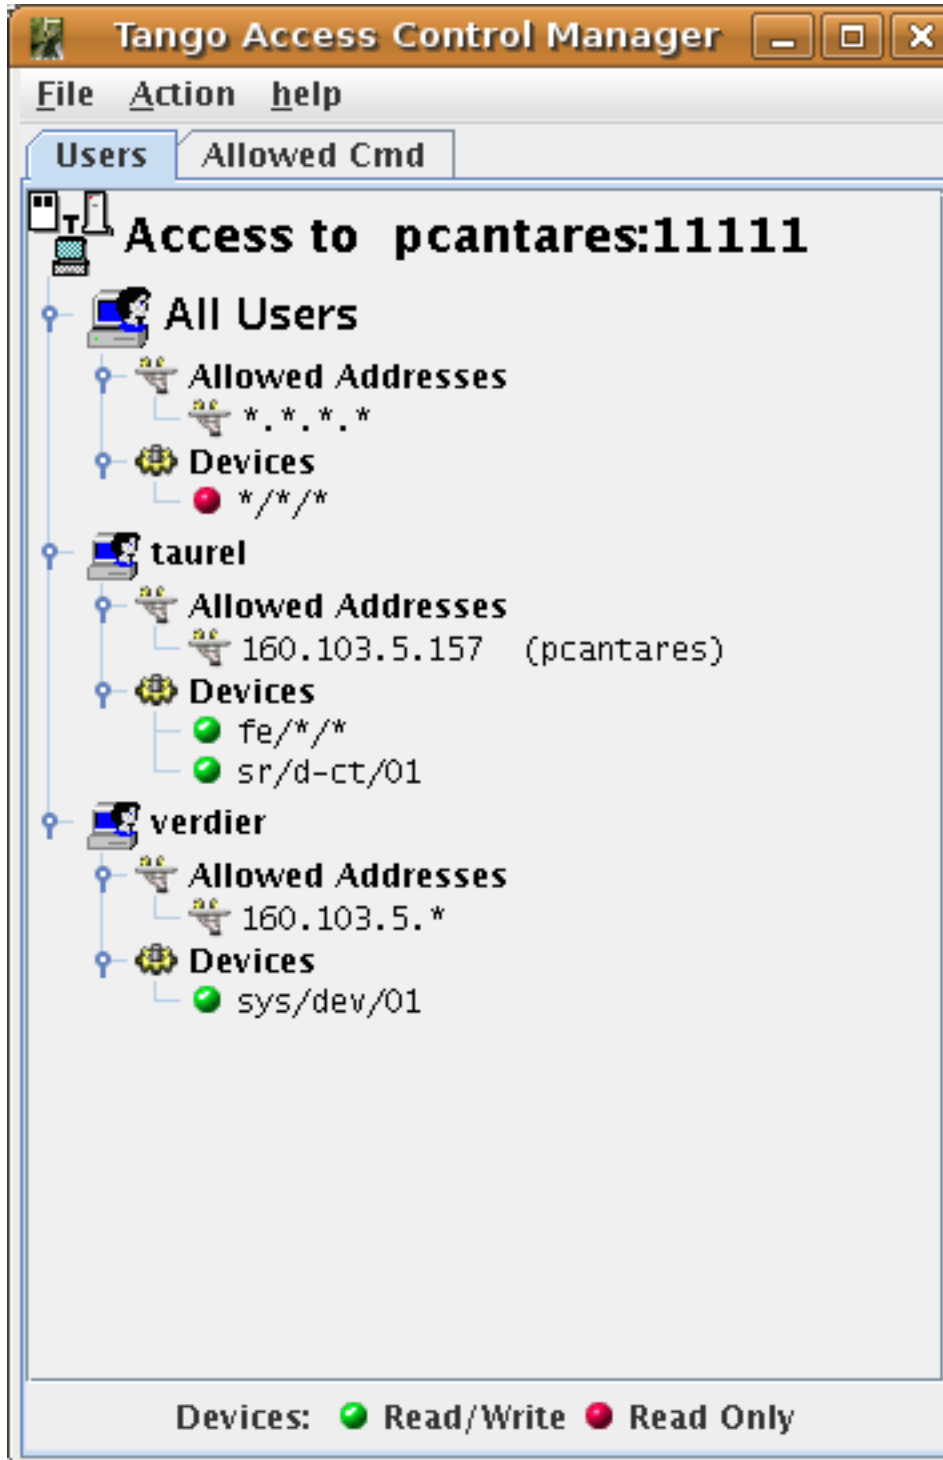 Tango Access Control Manager
File Action help
Users Allowed Cmd
Access to pcantares:11111
All Users
Allowed Addresses
*.*.*.*
Devices
*/*/*
taurel
Allowed Addresses
160.103.5.157 (pcantares)
Devices
fe/*/*
sr/d-ct/01
verdier
Allowed Addresses
160.103.5.*
Devices
sys/dev/01
Devices: Read/Write Read Only